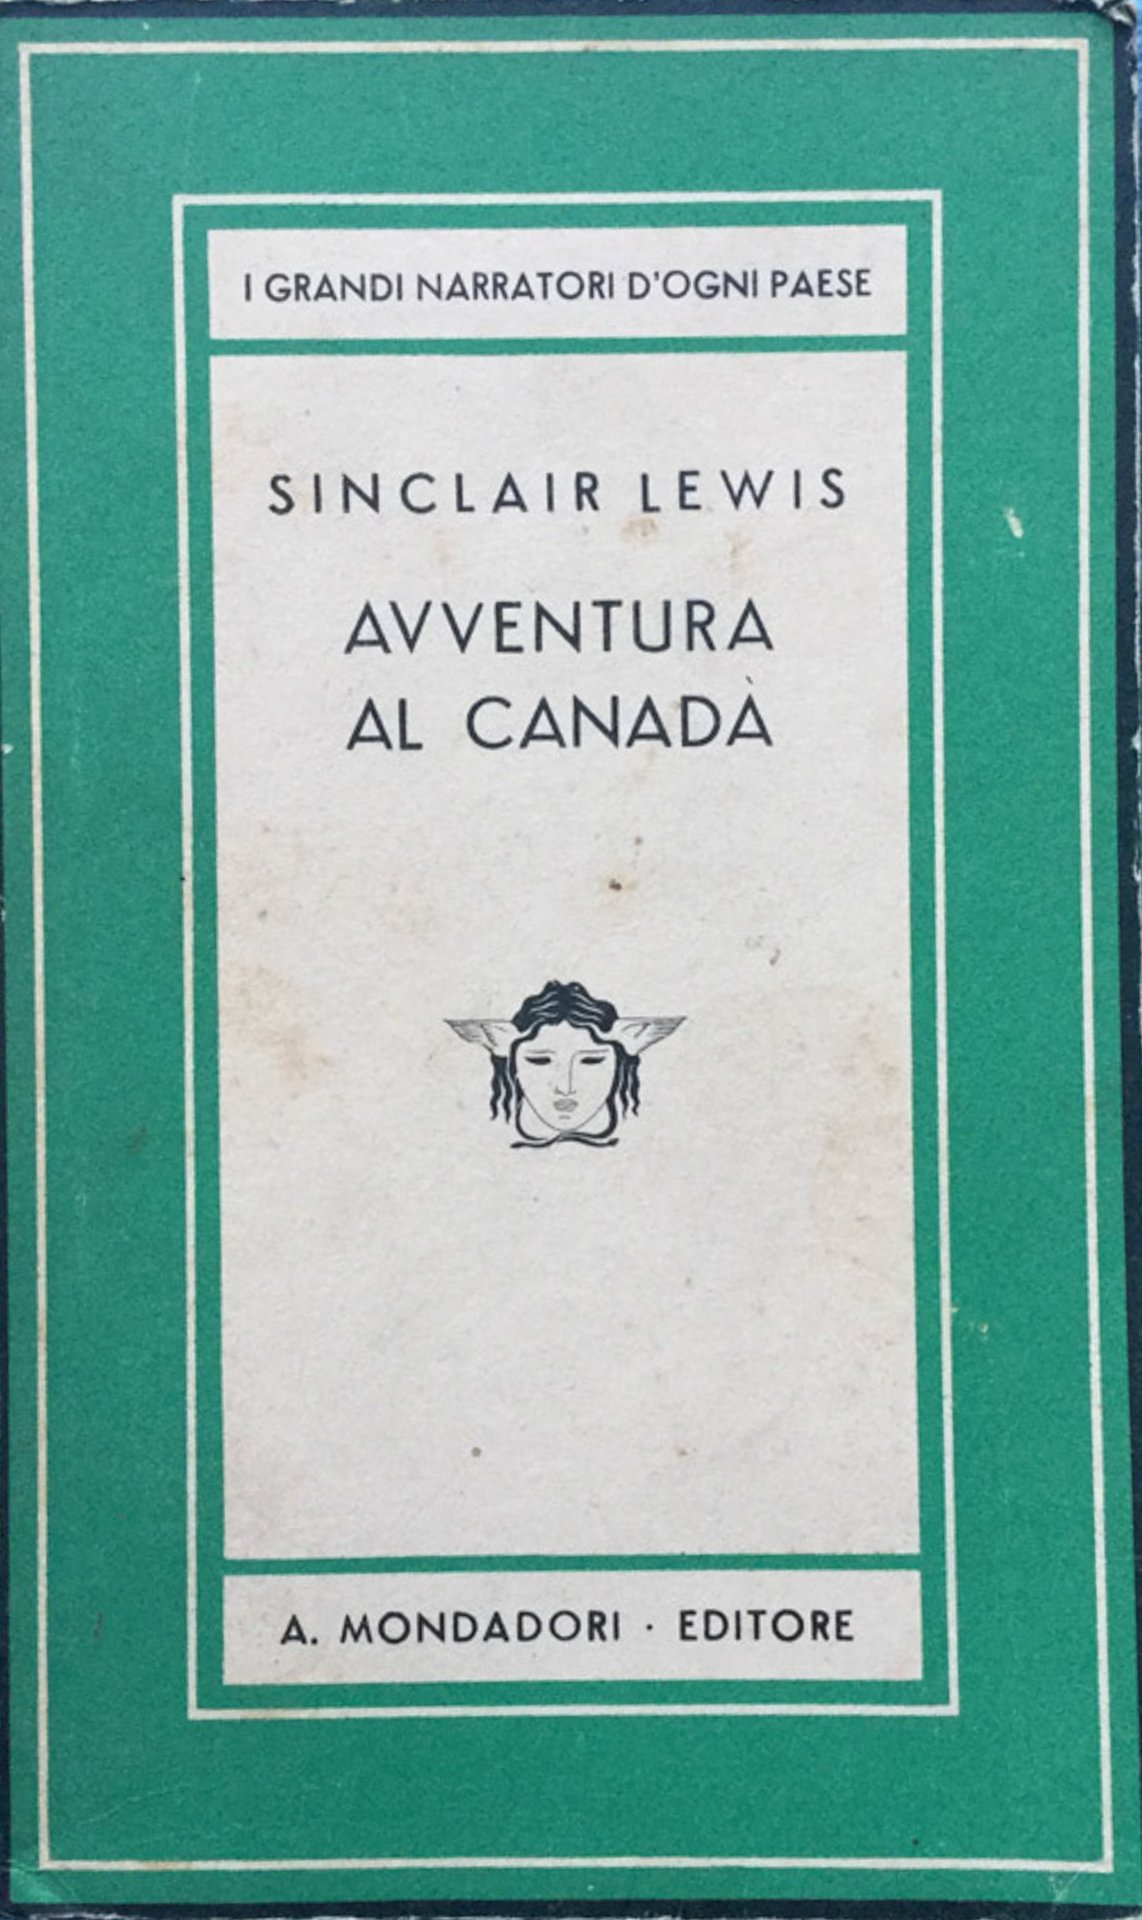 I GRANDI NARRATORI D'OGNI PAESE
SINCLAIR LEWIS
AVVENTURA
AL CANADÀ
A. MONDADORI · EDITORE